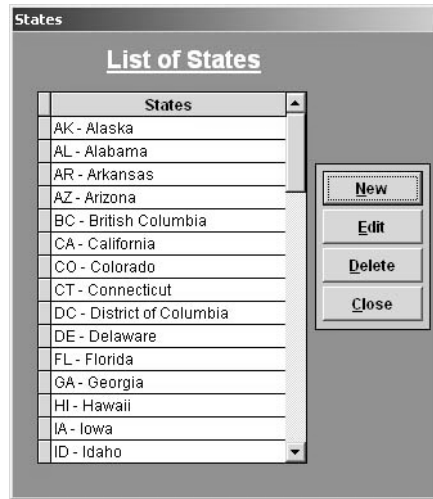 States
List of States
States
AK - Alaska
AL - Alabama
AR - Arkansas
AZ - Arizona
BC - British Columbia
CA - California
CO - Colorado
CT - Connecticut
DC - District of Columbia
DE - Delaware
FL - Florida
GA - Georgia
HI - Hawaii
IA - Iowa
ID - Idaho
New
Edit
Delete
Close